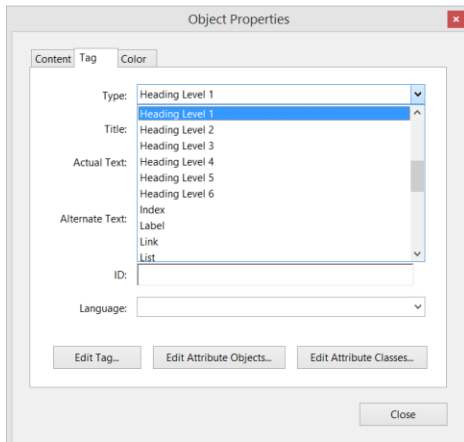 Object Properties
Content Tag Color
Type: Heading Level 1
Heading Level 1
Title: Heading Level 2
Heading Level 3
Actual Text: Heading Level 4
Heading Level 5
Heading Level 6
Index
Alternate Text: Label
Link
List
ID:
Language:
Edit Tag... Edit Attribute Objects... Edit Attribute Classes...
Close